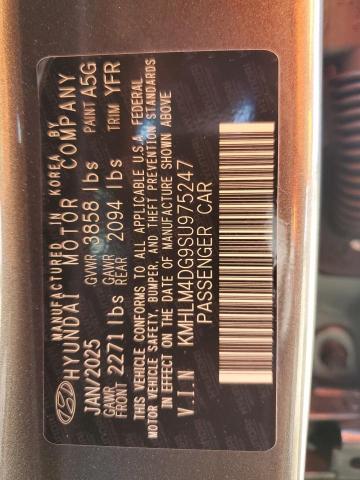 MANUFACTURED IN KOREA BY
HYUNDAI MOTOR COMPANY
JAN/2025 GVWR 3858 lbs PAINT A5G
GAWR FRONT 2271 lbs GAWR REAR 2094 lbs TRIM YFR
THIS VEHICLE CONFORMS TO ALL APPLICABLE U.S.A. FEDERAL
MOTOR VEHICLE SAFETY, BUMPER, AND THEFT PREVENTION STANDARDS
IN EFFECT ON THE DATE OF MANUFACTURE SHOWN ABOVE
V.I.N KMHLM4DG9SU975247
PASSENGER CAR